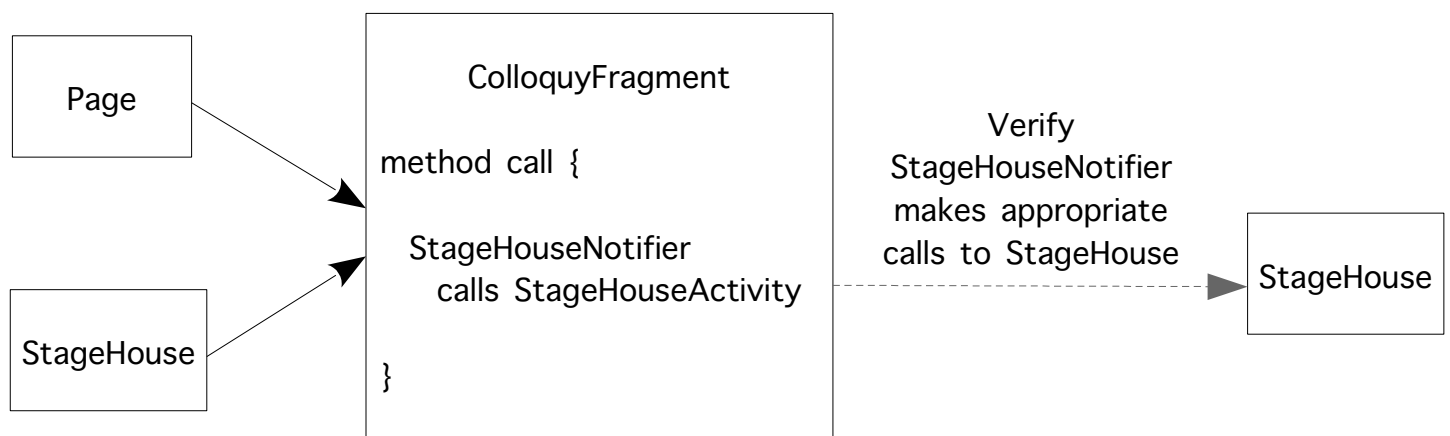 Page
StageHouse
ColloquyFragment
method call {
StageHouseNotifier
calls StageHouseActivity
}
Verify
StageHouseNotifier
makes appropriate
calls to StageHouse
StageHouse